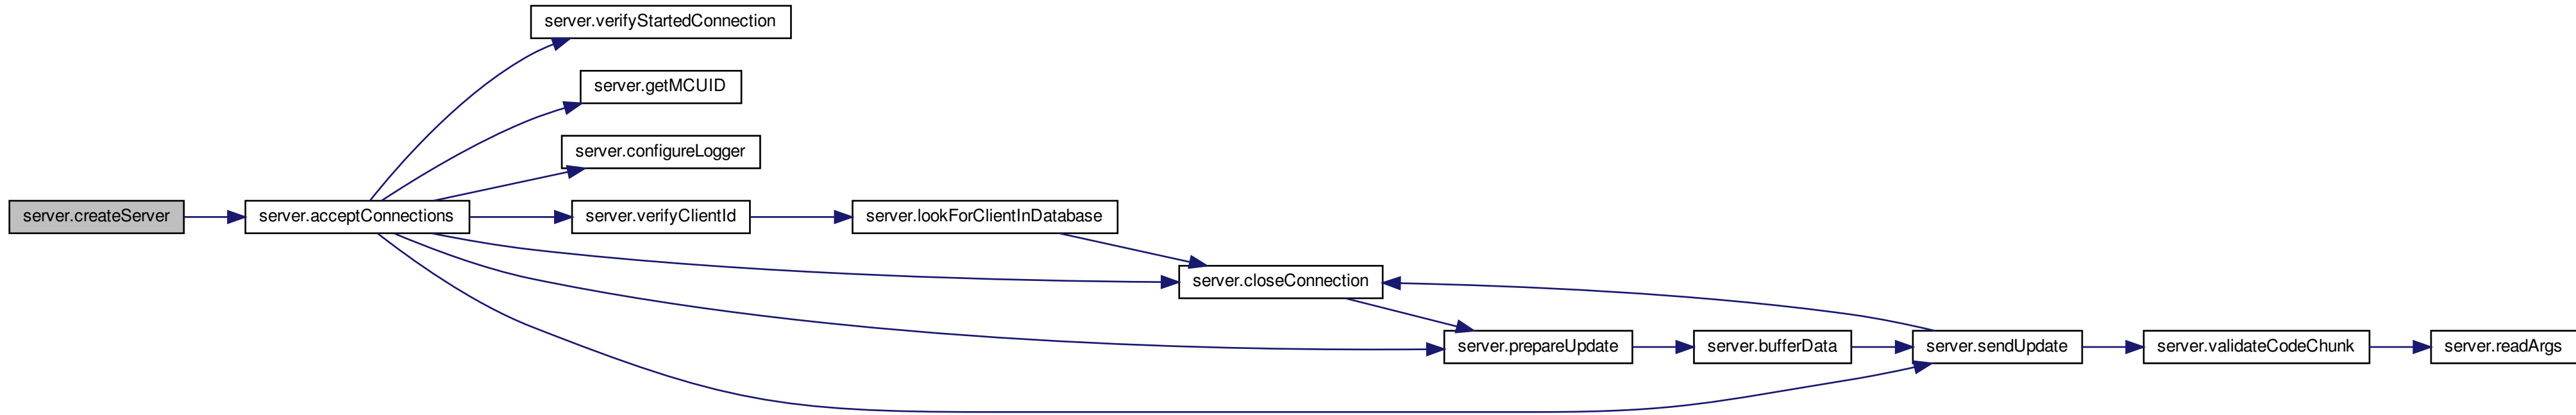 server.verifyStartedConnection
server.getMCUID
server.configureLogger
server.createServer
server.acceptConnections
server.verifyClientId
server.lookForClientInDatabase
server.closeConnection
server.prepareUpdate
server.bufferData
server.sendUpdate
server.validateCodeChunk
server.readArgs